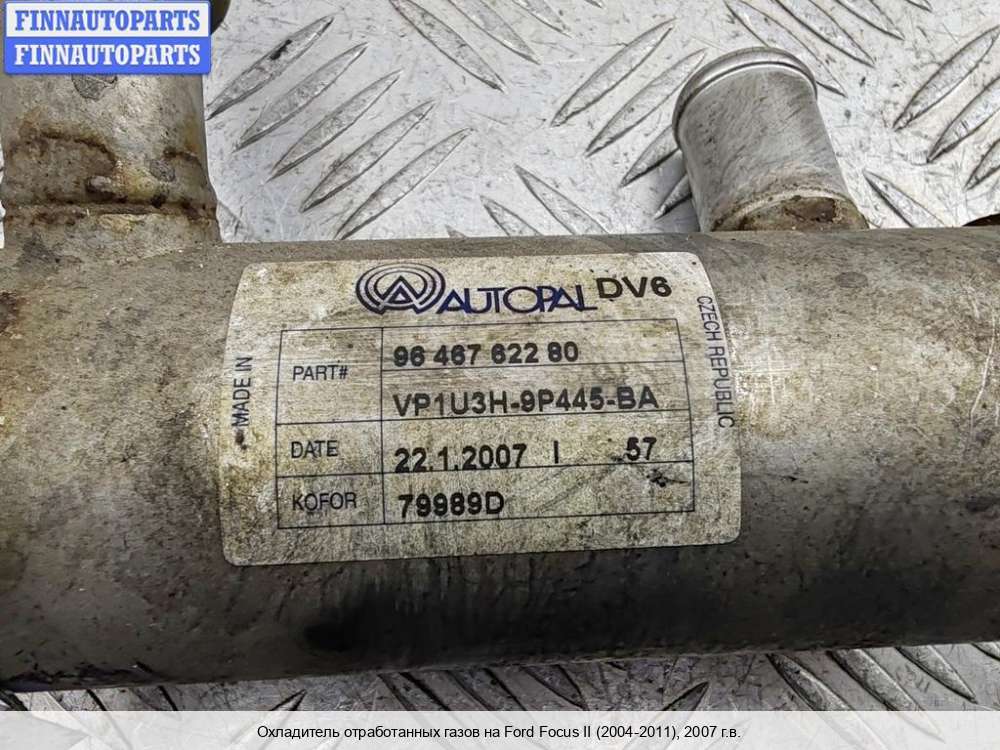 FINNAUTOPARTS
FINNAUTOPARTS
AUTOPAL DV6
MADE IN
CZECH REPUBLIC
PART# 96 467 622 80
VP1U3H-9P445-BA
DATE 22.1.2007 I 57
KOFOR 79989D
Охладитель отработанных газов на Ford Focus II (2004-2011), 2007 г.в.